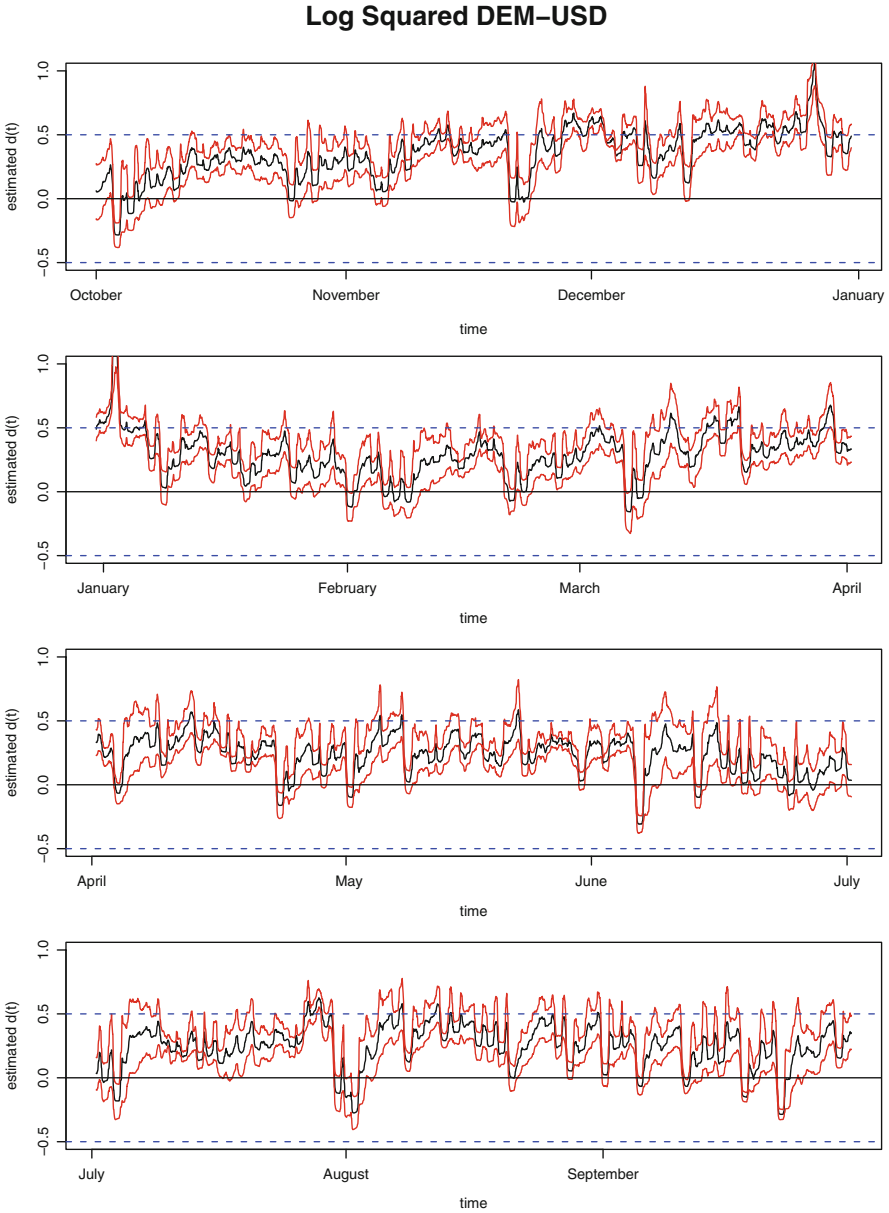 Log Squared DEM−USD
estimated d(t)
1.0
0.5
0.0
−0.5
October November December January
time
estimated d(t)
1.0
0.5
0.0
−0.5
January February March April
time
estimated d(t)
1.0
0.5
0.0
−0.5
April May June July
time
estimated d(t)
1.0
0.5
0.0
−0.5
July August September
time